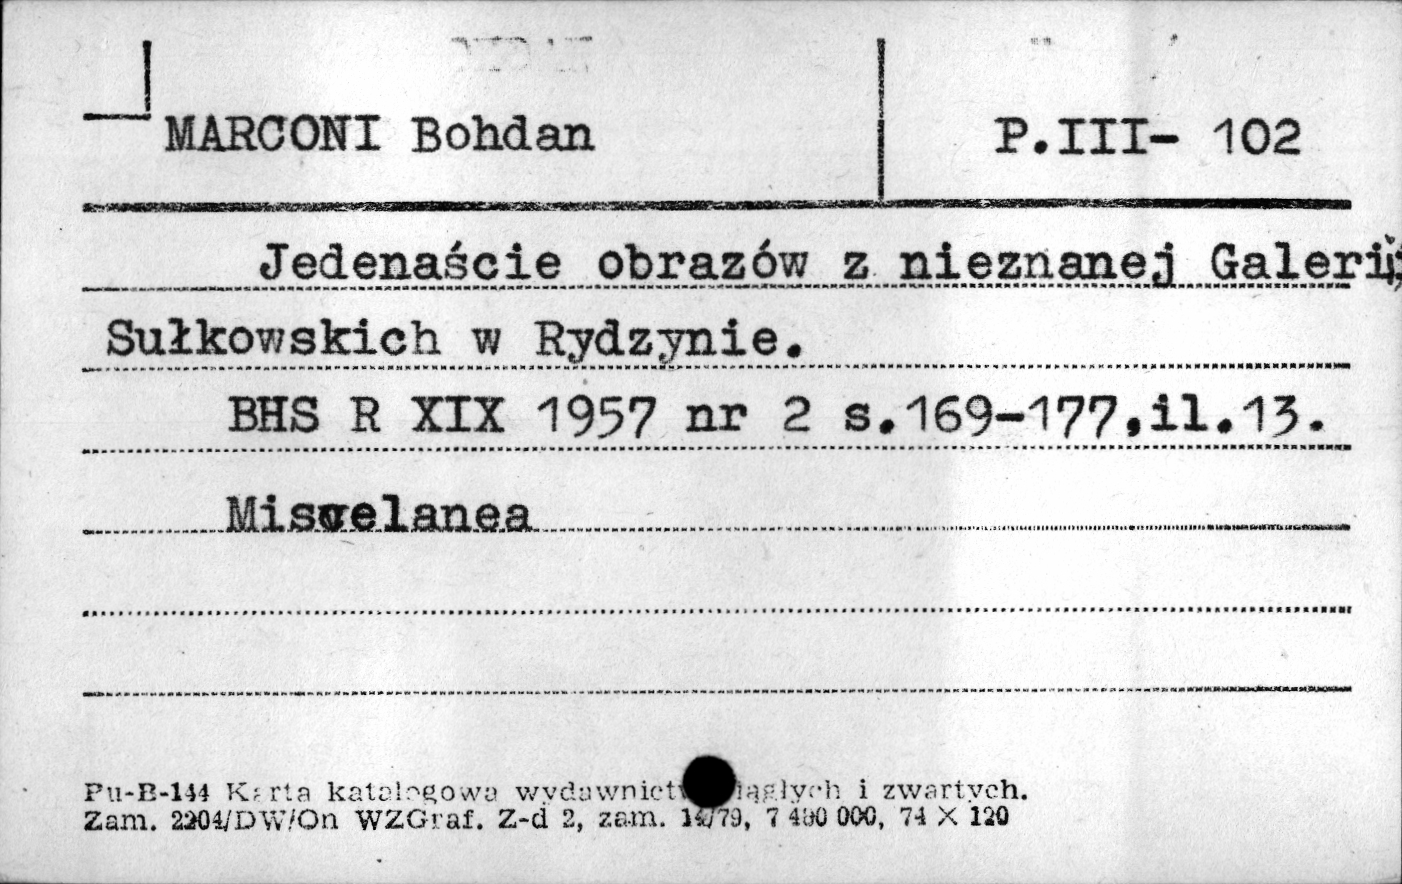 MARCONI Bohdan
P.III- 102
Jedenaście obrazów z nieznanej Galerii
Sułkowskich w Rydzynie.
BHS R XIX 1957 nr 2 s.169-177,il.13.
Miscelanea
Pu-B-144 Karta katalogowa wydawnictw ciągłych i zwartych.
Zam. 2204/DW/On WZGraf. Z-d 2, zam. 14/79, 7 400 000, 74 X 120